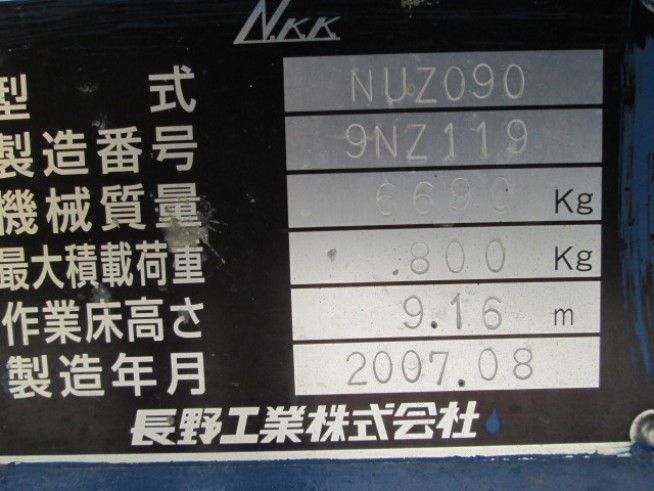 N.KK
型式 NUZ090
製造番号 9NZ119
機械質量 6690 Kg
最大積載荷重 800 Kg
作業床高さ 9.16 m
製造年月 2007.08
長野工業株式会社